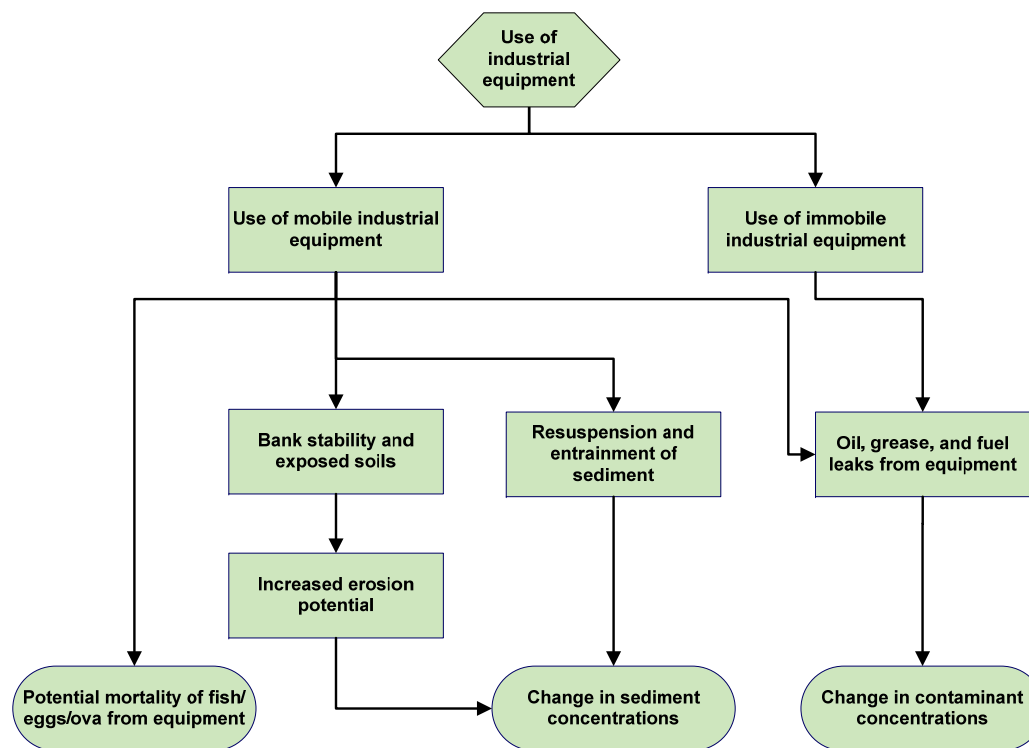 Use of
industrial
equipment
Use of mobile industrial
equipment
Use of immobile
industrial equipment
Bank stability and
exposed soils
Resuspension and
entrainment of
sediment
Oil, grease, and fuel
leaks from equipment
Increased erosion
potential
Potential mortality of fish/
eggs/ova from equipment
Change in sediment
concentrations
Change in contaminant
concentrations